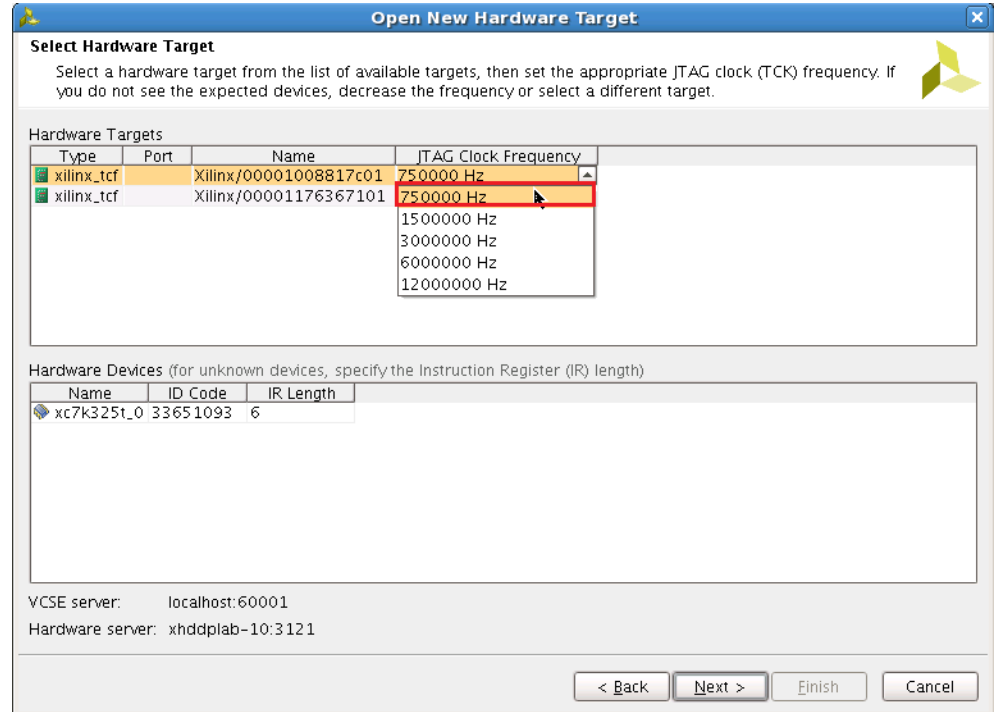 Open New Hardware Target
Select Hardware Target
Select a hardware target from the list of available targets, then set the appropriate JTAG clock (TCK) frequency. If
you do not see the expected devices, decrease the frequency or select a different target.
Hardware Targets
Type Port Name JTAG Clock Frequency
xilinx_tcf Xilinx/00001008817c01 750000 Hz
xilinx_tcf Xilinx/00001176367101 750000 Hz
1500000 Hz
3000000 Hz
6000000 Hz
12000000 Hz
Hardware Devices (for unknown devices, specify the Instruction Register (IR) length)
Name ID Code IR Length
xc7k325t_0 33651093 6
VCSE server: localhost:60001
Hardware server: xhddplab-10:3121
< Back Next > Finish Cancel